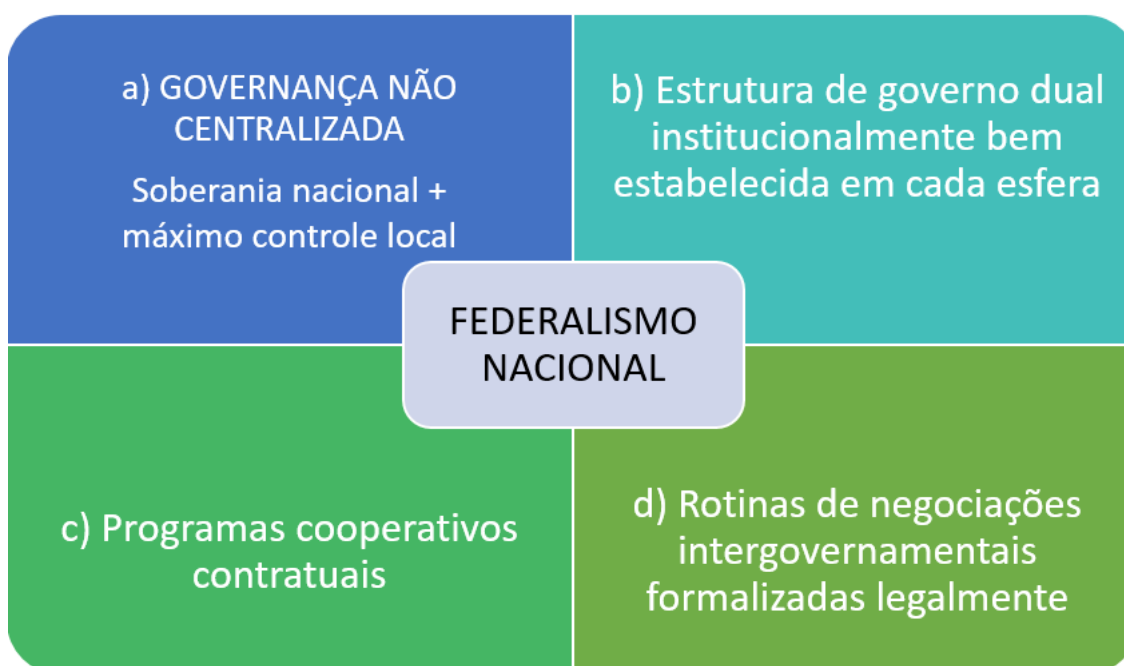 a) GOVERNANÇA NÃO
CENTRALIZADA
Soberania nacional +
máximo controle local
b) Estrutura de governo dual
institucionalmente bem
estabelecida em cada esfera
FEDERALISMO
NACIONAL
c) Programas cooperativos
contratuais
d) Rotinas de negociações
intergovernamentais
formalizadas legalmente